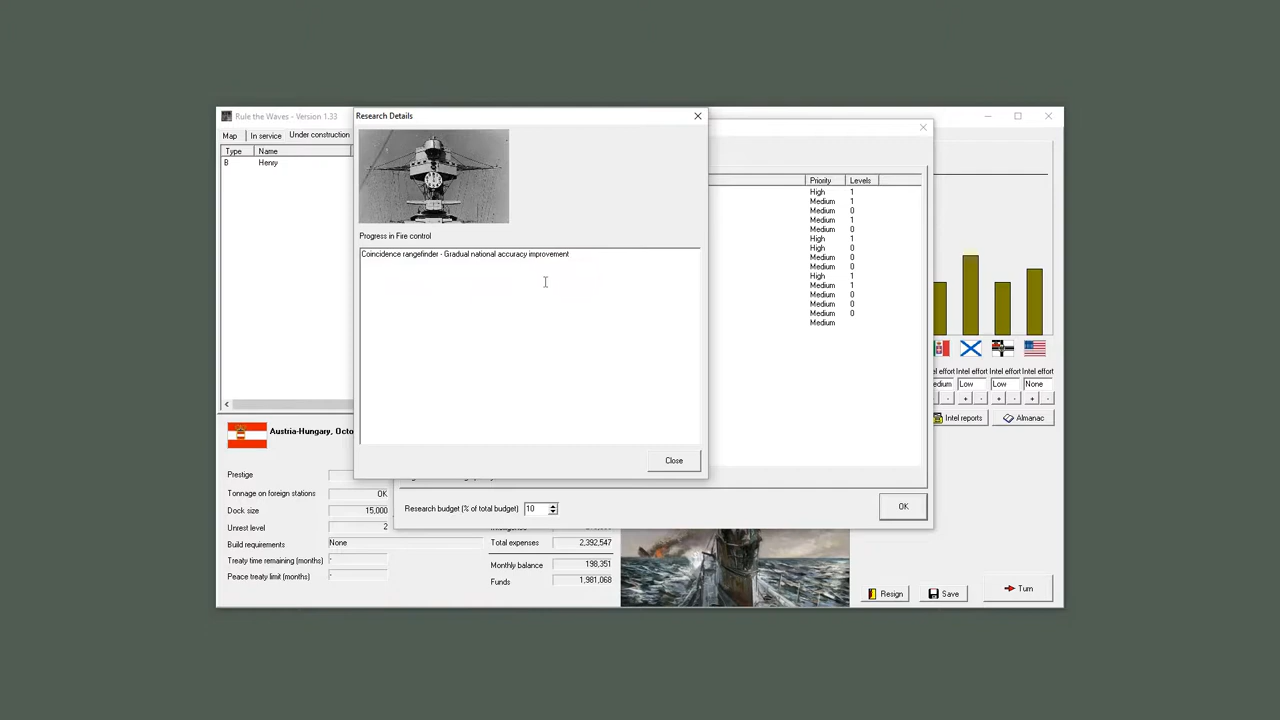 Rule the Waves - Version 1.33
Research Details
Map
In service
Under construction
Type
Name
B
Henry
Progress in Fire control
Coincidence rangefinder - Gradual national accuracy improvement
Close
Priority
Levels
High 1
Medium 1
Medium 0
Medium 1
Medium 0
High 1
High 0
Medium 0
Medium 0
High 1
Medium 1
Medium 0
Medium 0
Medium 0
Medium
Intel effort
Intel effort
Intel effort
Low
Low
None
+ - + - + -
Intel reports
Almanac
Austria-Hungary, Octo
Prestige
Tonnage on foreign stations OK
Dock size 15,000
Unrest level 2
Build requirements None
Treaty time remaining (months) -
Peace treaty limit (months) -
Research budget (% of total budget) 10
OK
Total expenses 2,392,547
Monthly balance 198,351
Funds 1,981,068
Resign
Save
Turn